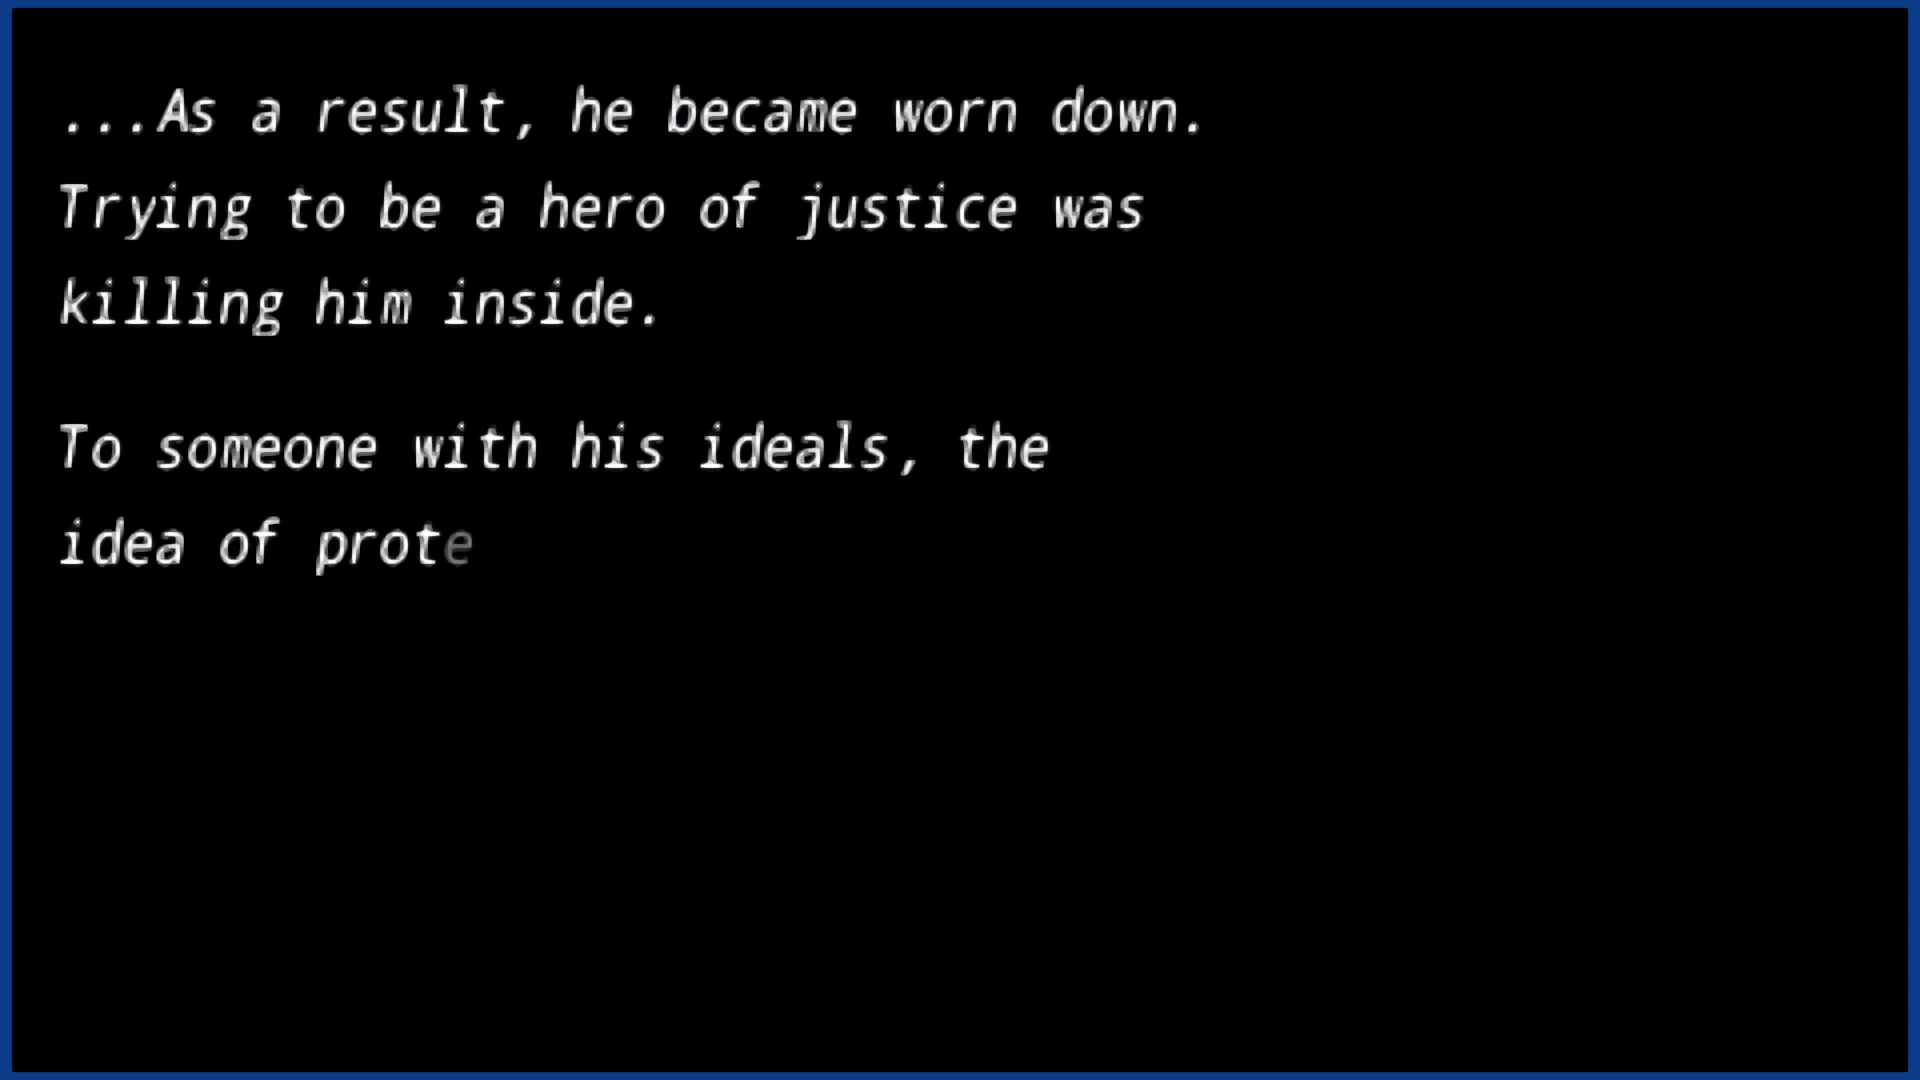 ...As a result, he became worn down.
Trying to be a hero of justice was
killing him inside.
To someone with his ideals, the
idea of prote